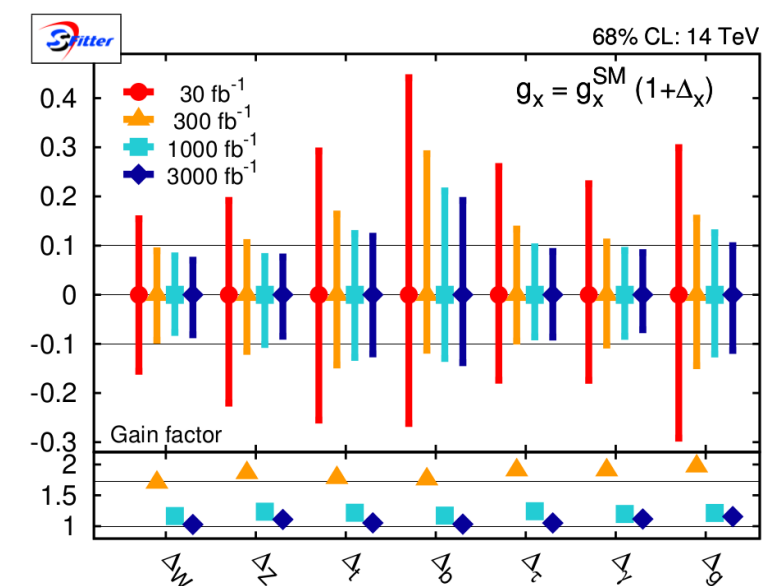 SFitter
68% CL: 14 TeV
g_x = g_x^SM (1+Δ_x)
30 fb^-1
300 fb^-1
1000 fb^-1
3000 fb^-1
0.4
0.3
0.2
0.1
0
-0.1
-0.2
-0.3
Gain factor
2
1.5
1
Δ_W Δ_Z Δ_t Δ_b Δ_τ Δ_γ Δ_g